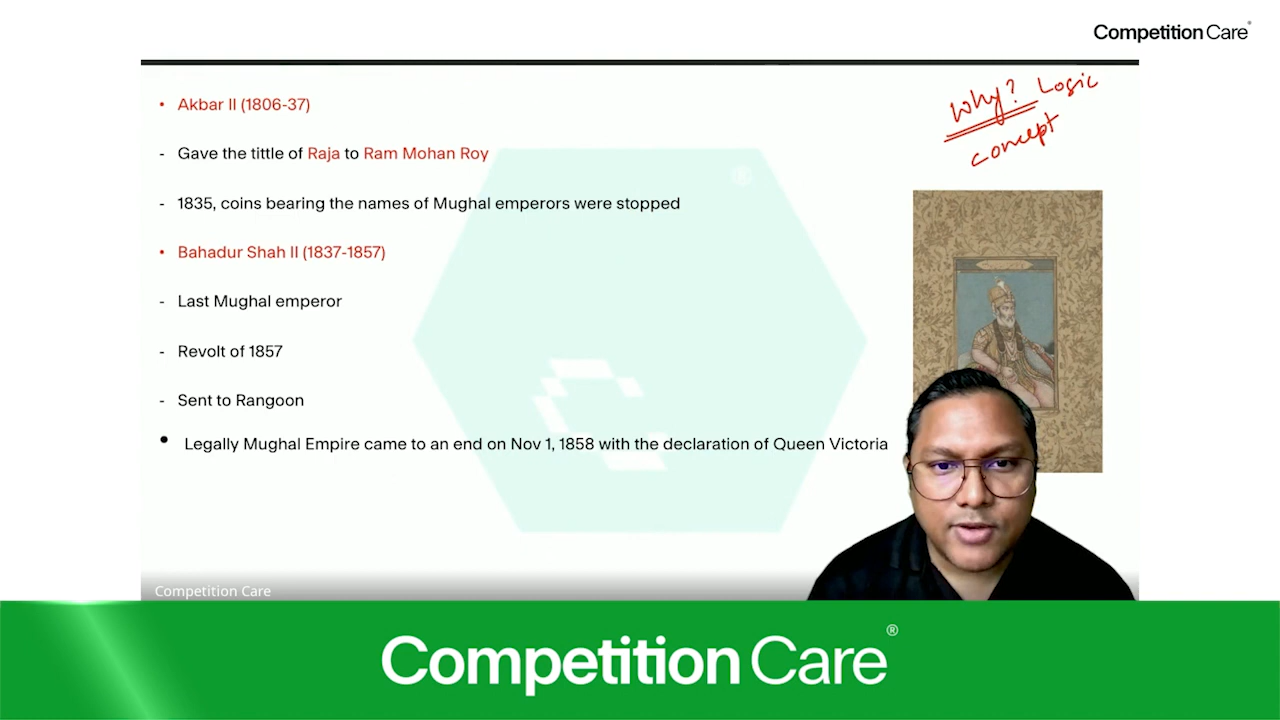 Competition Care®
Why? Logic
concept
• Akbar II (1806-37)
- Gave the tittle of Raja to Ram Mohan Roy
- 1835, coins bearing the names of Mughal emperors were stopped
• Bahadur Shah II (1837-1857)
- Last Mughal emperor
- Revolt of 1857
- Sent to Rangoon
• Legally Mughal Empire came to an end on Nov 1, 1858 with the declaration of Queen Victoria
®
Competition Care
Competition Care®